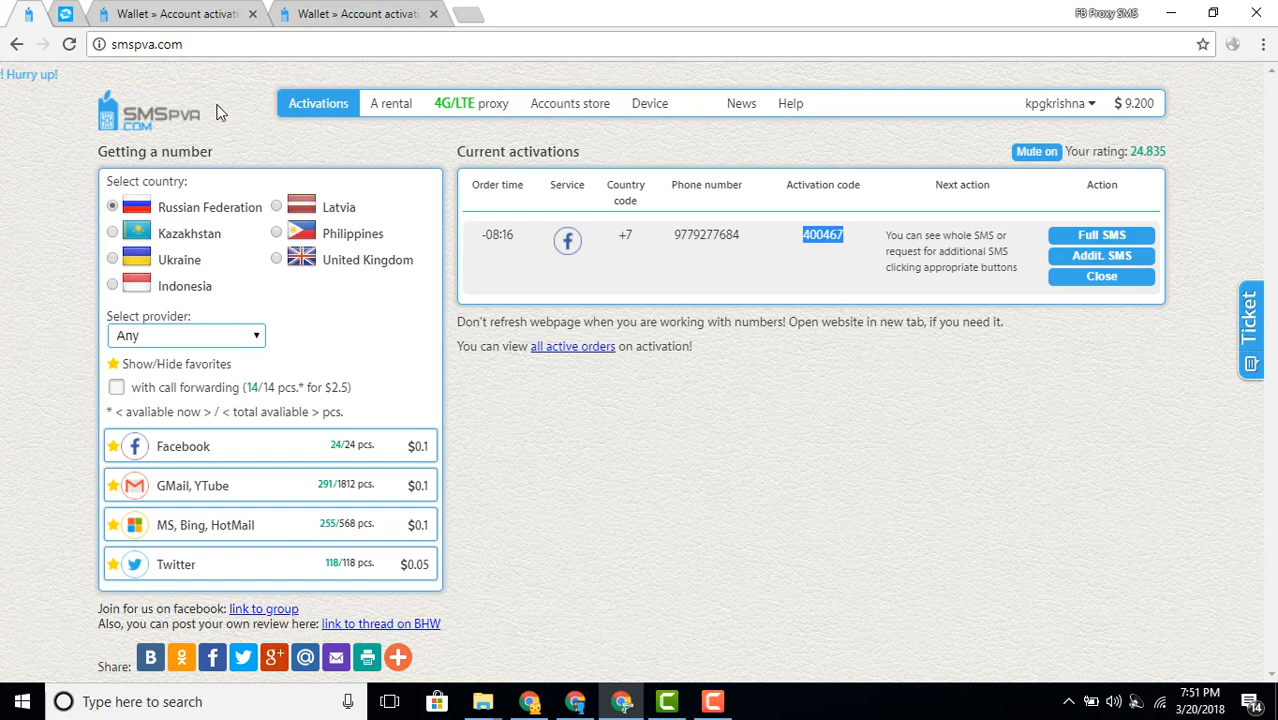 Wallet » Account activati
Wallet » Account activati
FB Proxy SMS
smspva.com
! Hurry up!
SMSPVA
.COM
Activations
A rental
4G/LTE proxy
Accounts store
Device
News
Help
kpgkrishna
$ 9.200
Getting a number
Current activations
Mute on
Your rating: 24.835
Select country:
Russian Federation
Latvia
Kazakhstan
Philippines
Ukraine
United Kingdom
Indonesia
Select provider:
Any
Show/Hide favorites
with call forwarding (14/14 pcs.* for $2.5)
* < avaliable now > / < total avaliable > pcs.
Facebook 24/24 pcs. $0.1
GMail, YTube 291/1812 pcs. $0.1
MS, Bing, HotMail 255/568 pcs. $0.1
Twitter 118/118 pcs. $0.05
Join for us on facebook: link to group
Also, you can post your own review here: link to thread on BHW
Share:
Order time
Service
Country
code
Phone number
Activation code
Next action
Action
-08:16
+7
9779277684
400467
You can see whole SMS or
request for additional SMS
clicking appropriate buttons
Full SMS
Addit. SMS
Close
Don't refresh webpage when you are working with numbers! Open website in new tab, if you need it.
You can view all active orders on activation!
Ticket
Type here to search
7:51 PM
3/20/2018
14